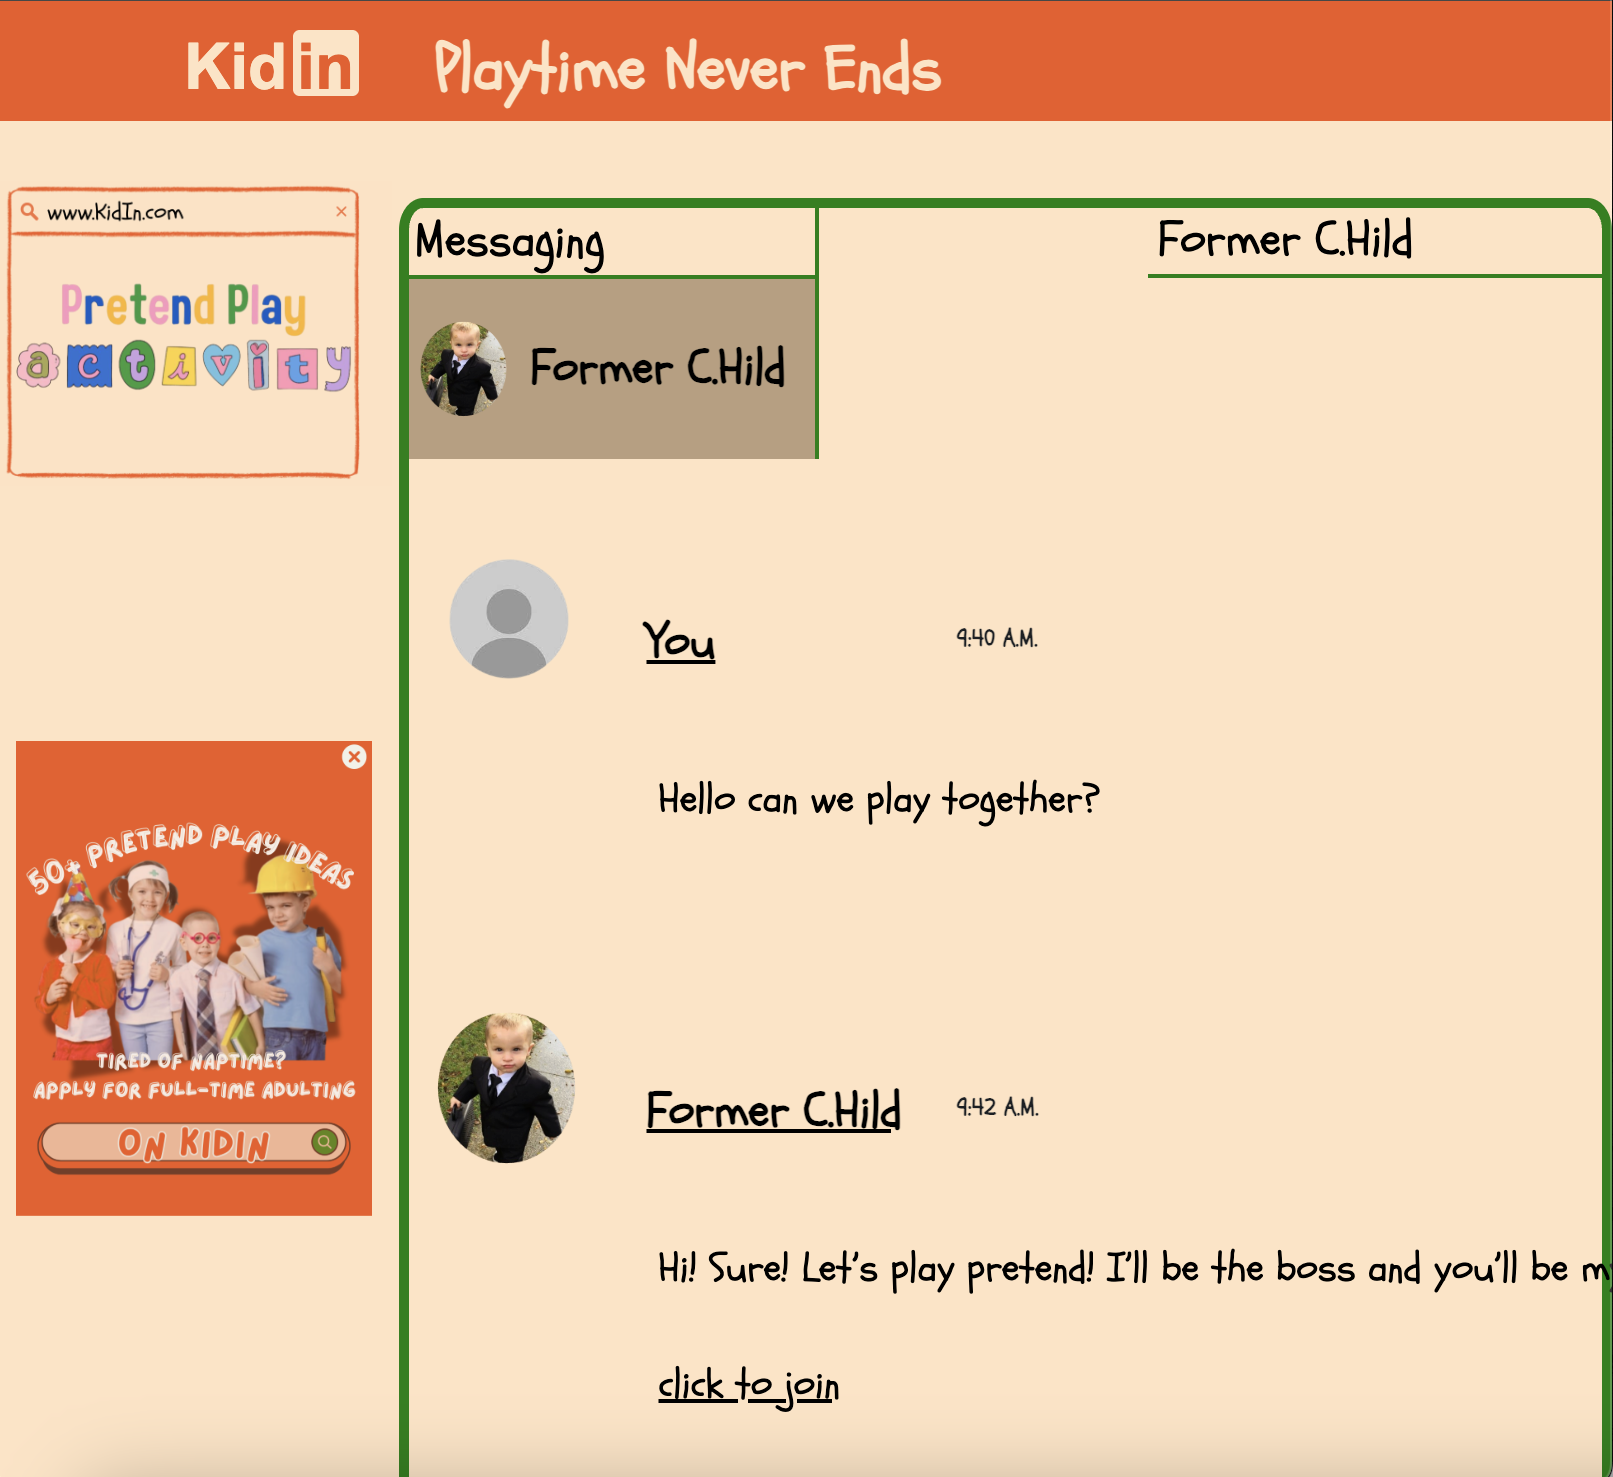 Kidin
Playtime Never Ends
www.KidIn.com
Pretend Play
activity
Messaging
Former C.Hild
Former C.Hild
You
9:40 A.M.
Hello can we play together?
50+ PRETEND PLAY IDEAS
TIRED OF NAPTIME?
APPLY FOR FULL-TIME ADULTING
ON KIDIN
Former C.Hild
9:42 A.M.
Hi! Sure! Let's play pretend! I'll be the boss and you'll be
click to join